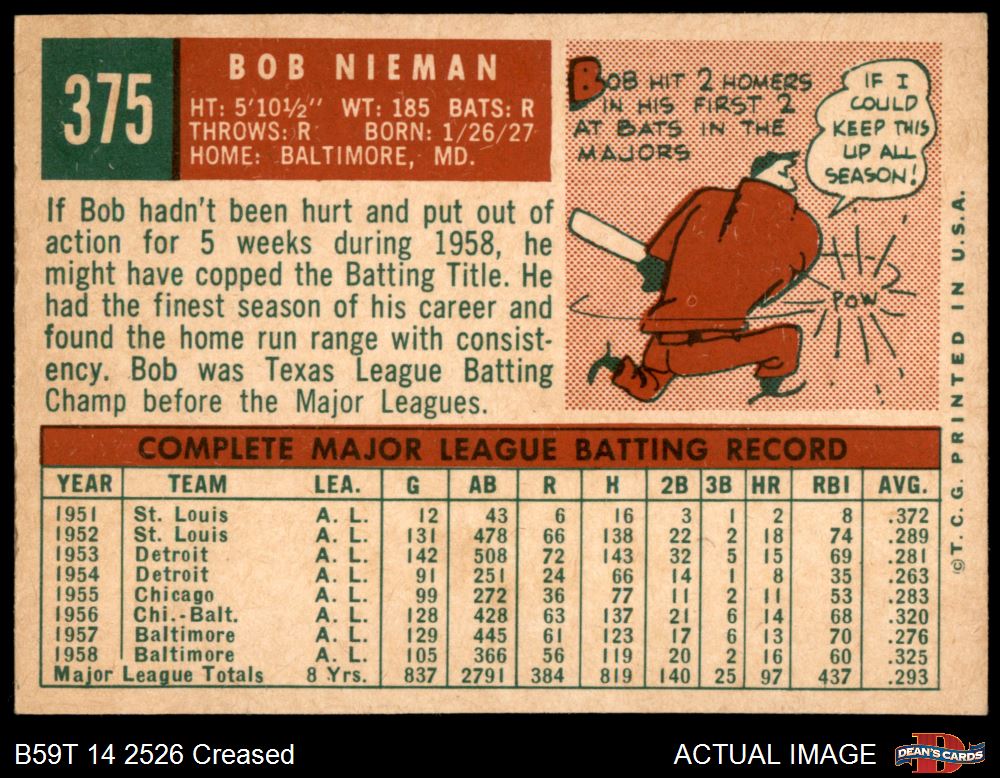 375
BOB NIEMAN
HT: 5'10½" WT: 185 BATS: R
THROWS: R BORN: 1/26/27
HOME: BALTIMORE, MD.
BOB HIT 2 HOMERS
IN HIS FIRST 2
AT BATS IN THE
MAJORS
IF I
COULD
KEEP THIS
UP ALL
SEASON!
POW
If Bob hadn't been hurt and put out of
action for 5 weeks during 1958, he
might have copped the Batting Title. He
had the finest season of his career and
found the home run range with consist-
ency. Bob was Texas League Batting
Champ before the Major Leagues.
COMPLETE MAJOR LEAGUE BATTING RECORD
YEAR TEAM LEA. G AB R H 2B 3B HR RBI AVG.
1951 St. Louis A. L. 12 43 6 16 3 1 2 8 .372
1952 St. Louis A. L. 131 478 66 138 22 2 18 74 .289
1953 Detroit A. L. 142 508 72 143 32 5 15 69 .281
1954 Detroit A. L. 91 251 24 66 14 1 8 35 .263
1955 Chicago A. L. 99 272 36 77 11 2 11 53 .283
1956 Chi.-Balt. A. L. 128 428 63 137 21 6 14 68 .320
1957 Baltimore A. L. 129 445 61 123 17 6 13 70 .276
1958 Baltimore A. L. 105 366 56 119 20 2 16 60 .325
Major League Totals 8 Yrs. 837 2791 384 819 140 25 97 437 .293
©T. C. G. PRINTED IN U.S.A.
B59T 14 2526 Creased
ACTUAL IMAGE
DEAN'S CARDS